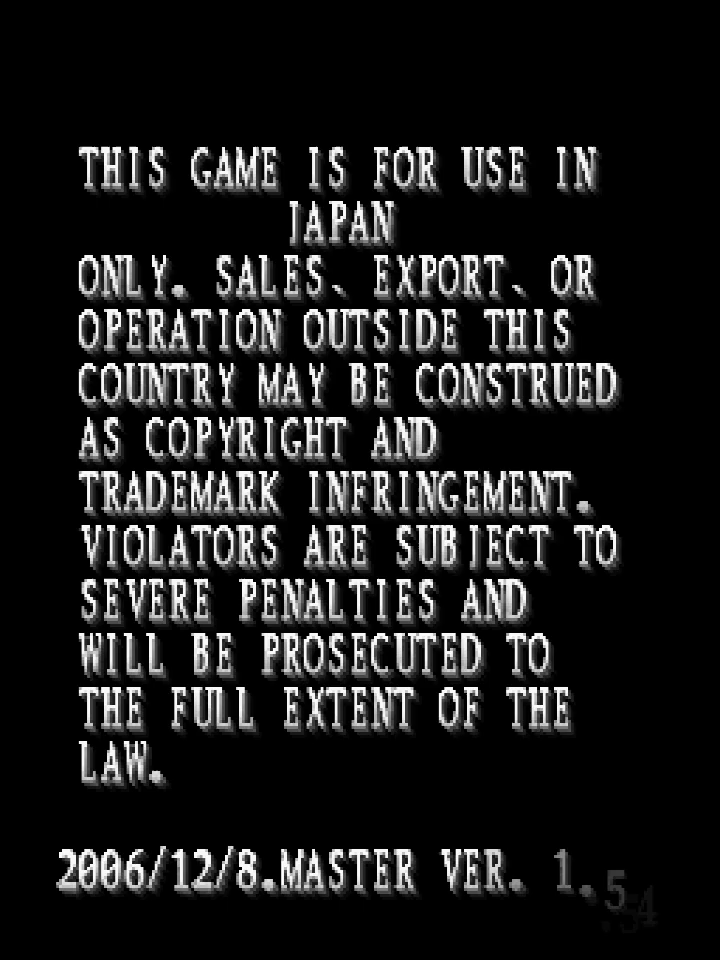 THIS GAME IS FOR USE IN
JAPAN
ONLY. SALES、EXPORT、OR
OPERATION OUTSIDE THIS
COUNTRY MAY BE CONSTRUED
AS COPYRIGHT AND
TRADEMARK INFRINGEMENT.
VIOLATORS ARE SUBJECT TO
SEVERE PENALTIES AND
WILL BE PROSECUTED TO
THE FULL EXTENT OF THE
LAW.
2006/12/8.MASTER VER. 1.54